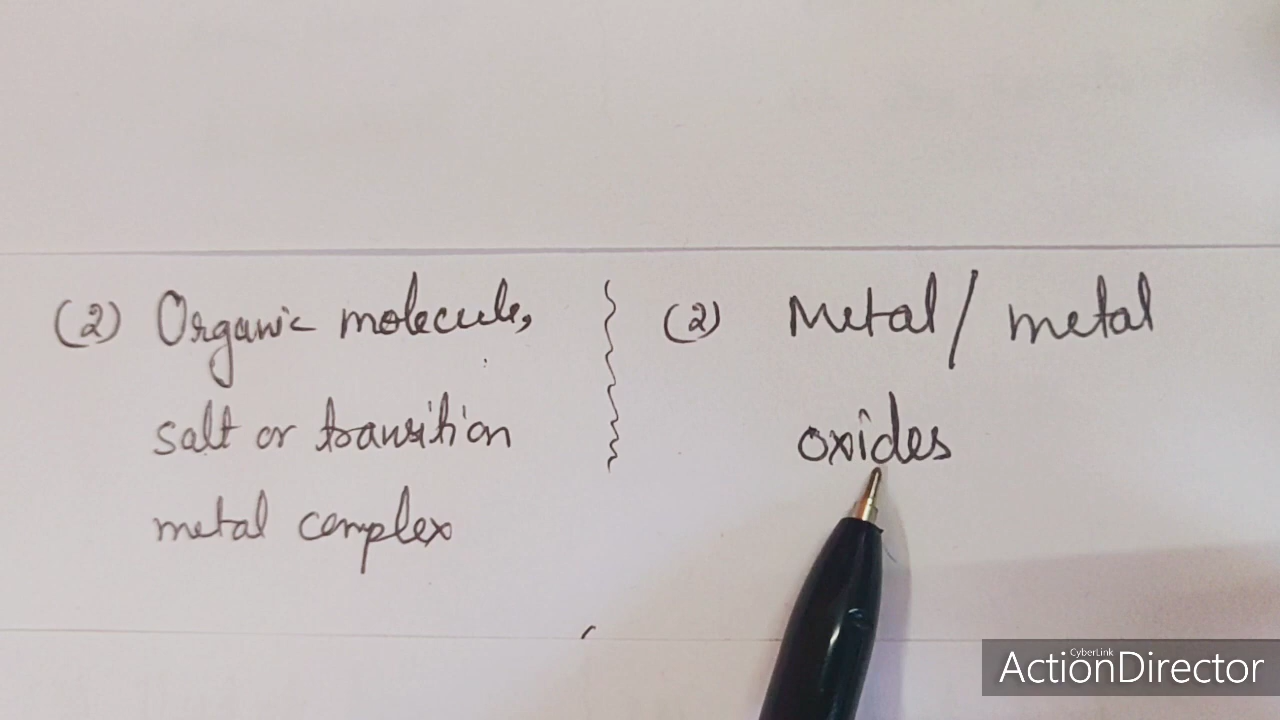 (2) Organic molecule,
salt or transition
metal complex
(2) Metal/ metal
oxides
CyberLink
ActionDirector